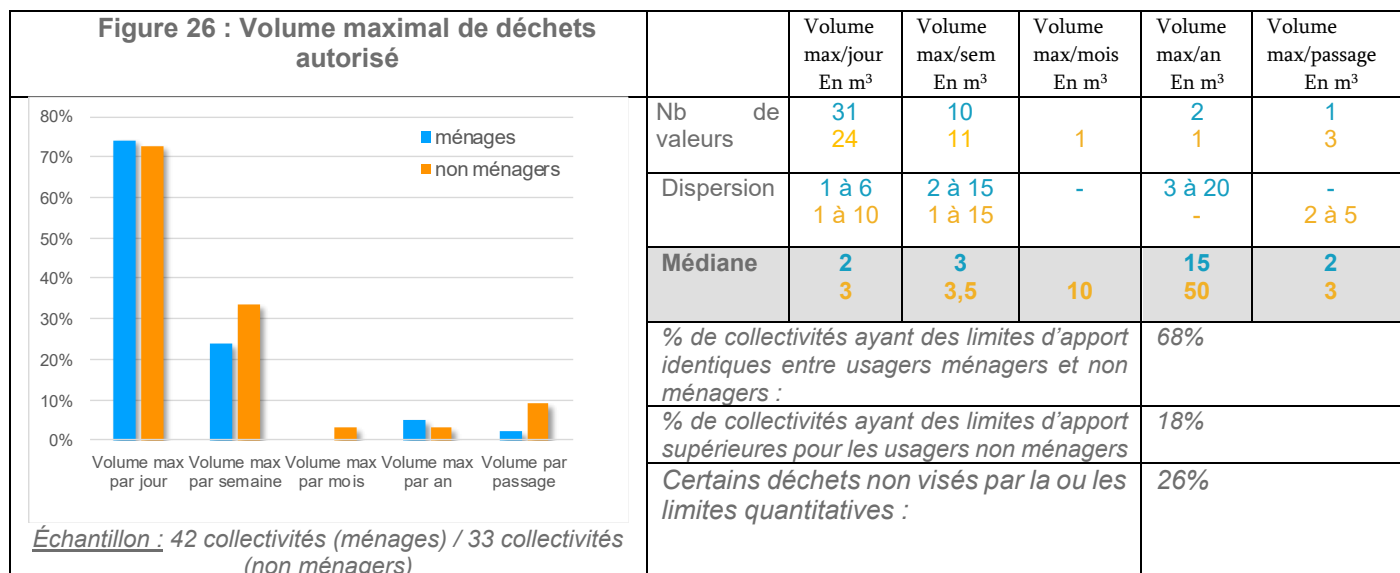 Figure 26 : Volume maximal de déchets
autorisé
80%
70%
60%
50%
40%
30%
20%
10%
0%
ménages
non ménagers
Volume max par jour
Volume max par semaine
Volume max par mois
Volume max par an
Volume par passage
Échantillon : 42 collectivités (ménages) / 33 collectivités
(non ménagers)
Volume max/jour En m³
Volume max/sem En m³
Volume max/mois En m³
Volume max/an En m³
Volume max/passage En m³
Nb de 31 10 2 1
valeurs 24 11 1 1 3
Dispersion 1 à 6 2 à 15 - 3 à 20 -
1 à 10 1 à 15 - 2 à 5
Médiane 2 3 15 2
3 3,5 10 50 3
% de collectivités ayant des limites d'apport 68%
identiques entre usagers ménagers et non
ménagers :
% de collectivités ayant des limites d'apport 18%
supérieures pour les usagers non ménagers
Certains déchets non visés par la ou les 26%
limites quantitatives :